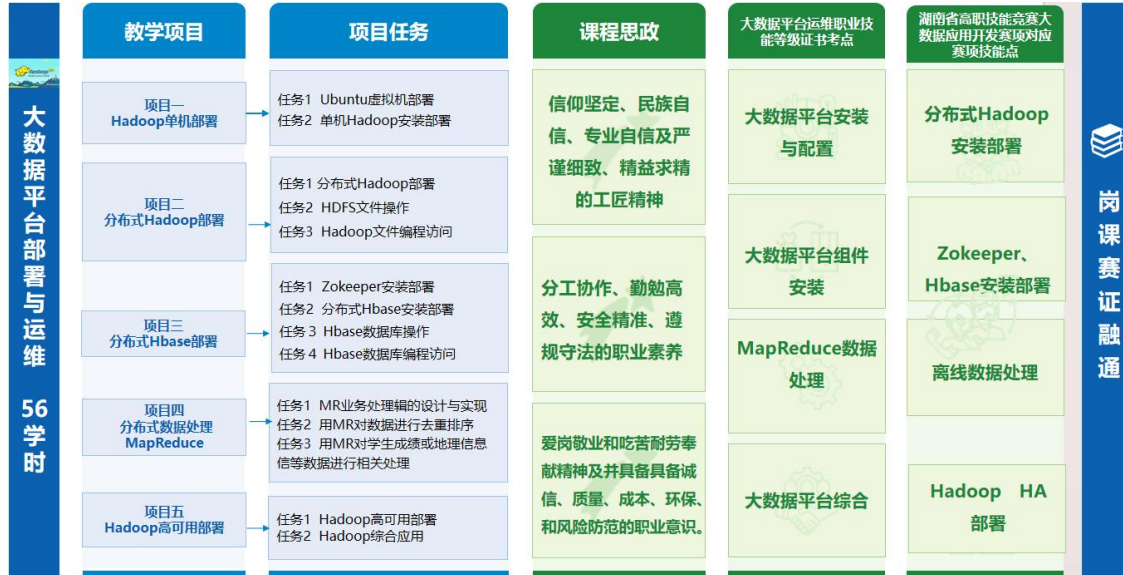 大数据平台部署与运维 56学时
教学项目
项目一
Hadoop单机部署
项目二
分布式Hadoop部署
项目三
分布式Hbase部署
项目四
分布式数据处理
MapReduce
项目五
Hadoop高可用部署
项目任务
任务1 Ubuntu虚拟机部署
任务2 单机Hadoop安装部署
任务1 分布式Hadoop部署
任务2 HDFS文件操作
任务3 Hadoop文件编程访问
任务1 Zokeeper安装部署
任务2 分布式Hbase安装部署
任务 3 Hbase数据库操作
任务 4 Hbase数据库编程访问
任务1 MR业务处理辑的设计与实现
任务2 用MR对数据进行去重排序
任务3 用MR对学生成绩或地理信息
信等数据进行相关处理
任务1 Hadoop高可用部署
任务2 Hadoop综合应用
课程思政
信仰坚定、民族自
信、专业自信及严
谨细致、精益求精
的工匠精神
分工协作、勤勉高
效、安全精准、遵
规守法的职业素养
爱岗敬业和吃苦耐劳奉
献精神及并具备具备诚
信、质量、成本、环保、
和风险防范的职业意识。
大数据平台运维职业技
能等级证书考点
大数据平台安装
与配置
大数据平台组件
安装
MapReduce数据
处理
大数据平台综合
湖南省高职技能竞赛大
数据应用开发赛项对应
赛项技能点
分布式Hadoop
安装部署
Zokeeper、
Hbase安装部署
离线数据处理
Hadoop HA
部署
岗课赛证融通